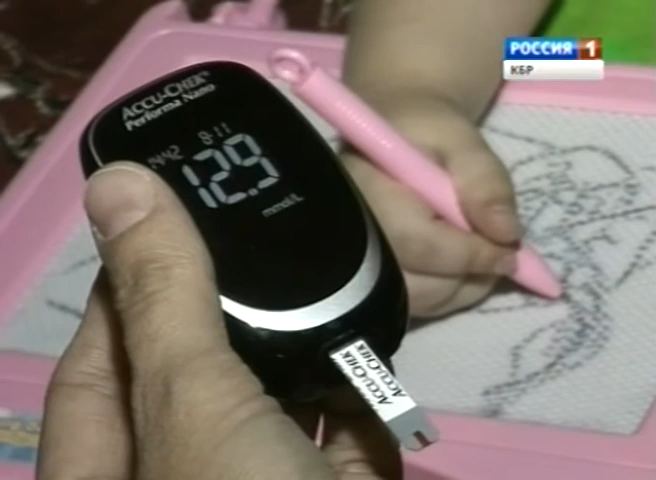 РОССИЯ 1
КБР
ACCU-CHEK®
Performa Nano
8-11
12.9
mmol/L
ACCU-CHEK
ACCU-CHEK